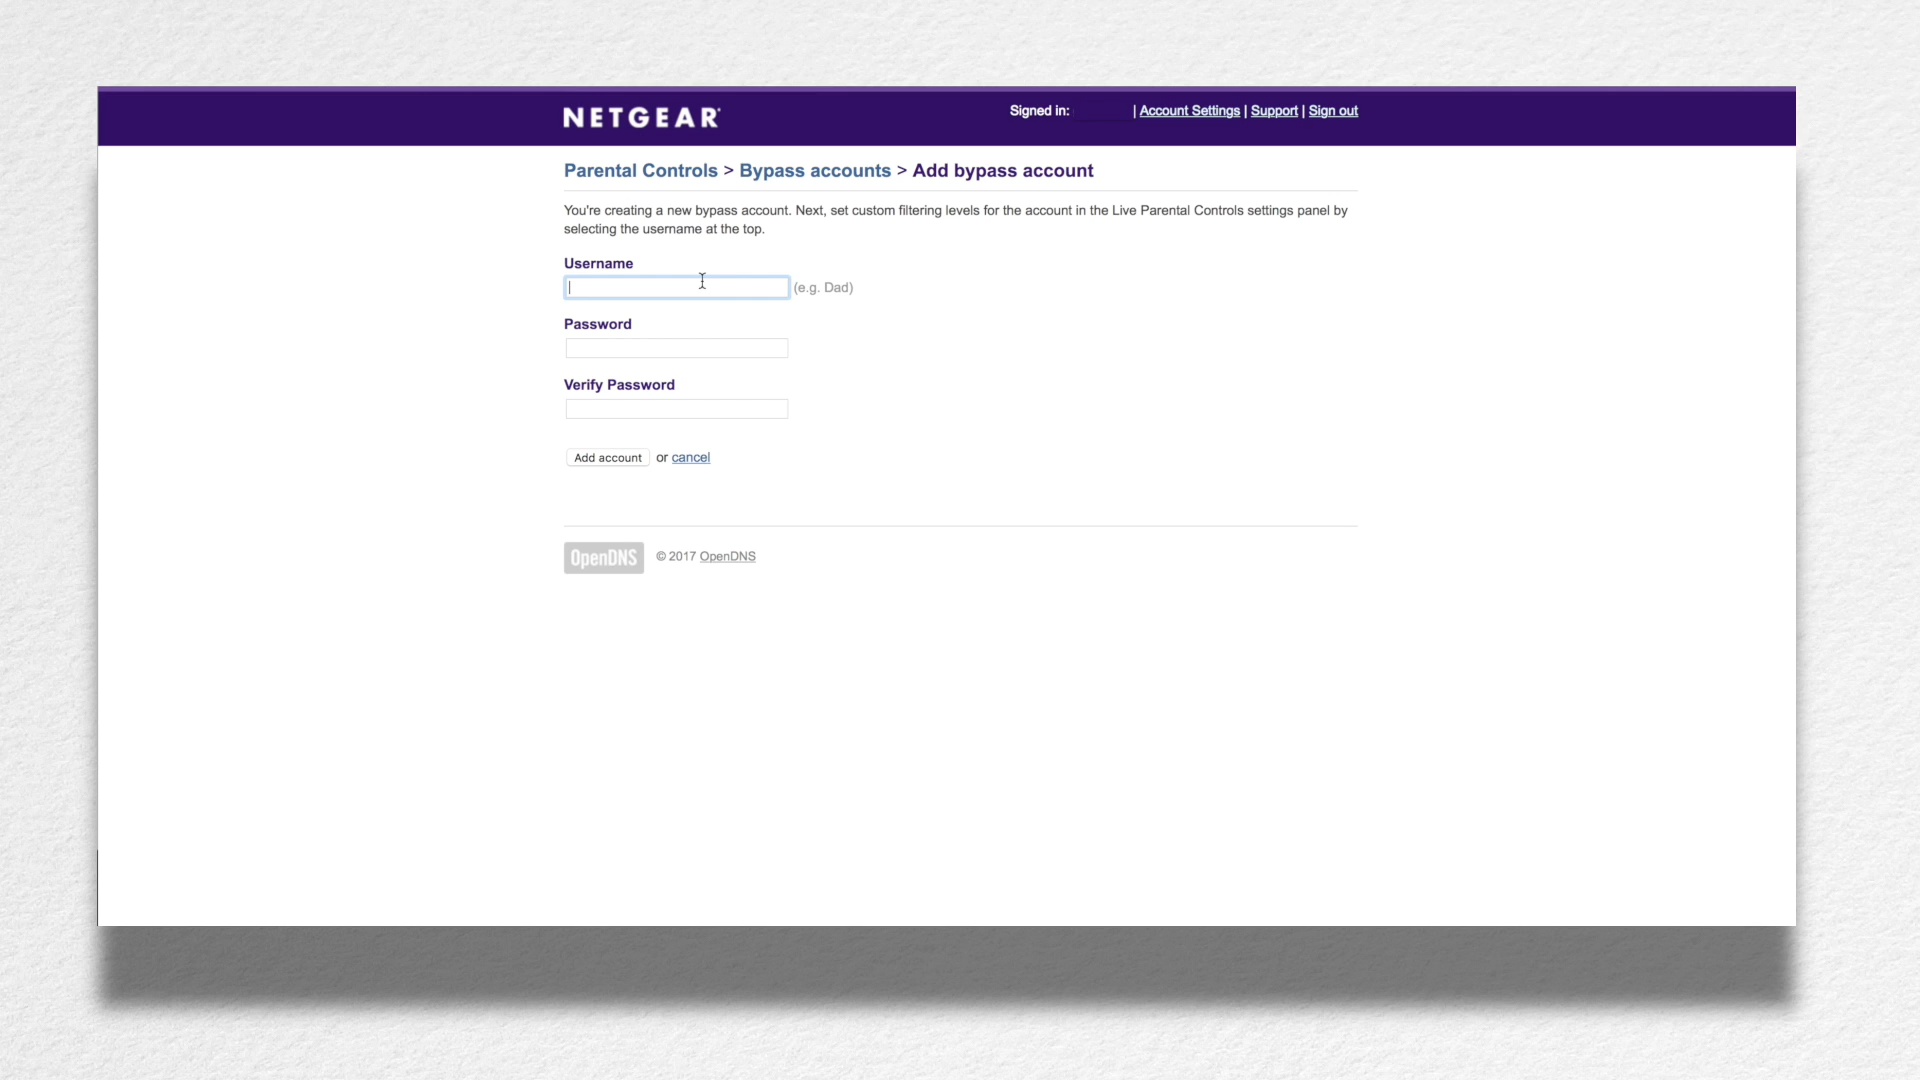 NETGEAR
Signed in: | Account Settings | Support | Sign out
Parental Controls > Bypass accounts > Add bypass account
You're creating a new bypass account. Next, set custom filtering levels for the account in the Live Parental Controls settings panel by
selecting the username at the top.
Username
(e.g. Dad)
Password
Verify Password
Add account or cancel
OpenDNS © 2017 OpenDNS